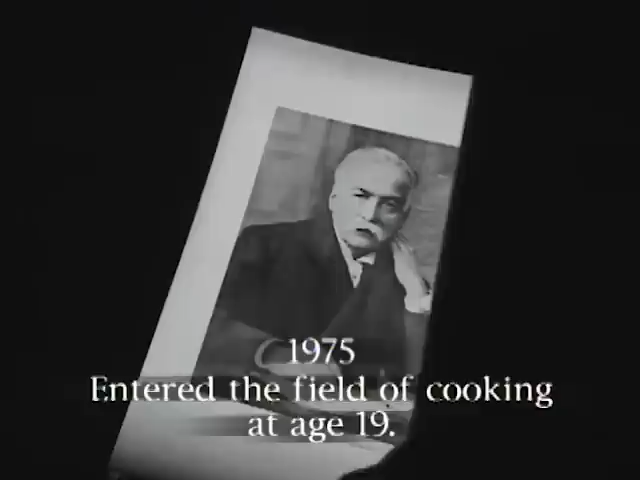 1975
Entered the field of cooking
at age 19.